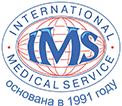 · INTERNATIONAL ·
IMS
MEDICAL SERVICE
основана в 1991 году